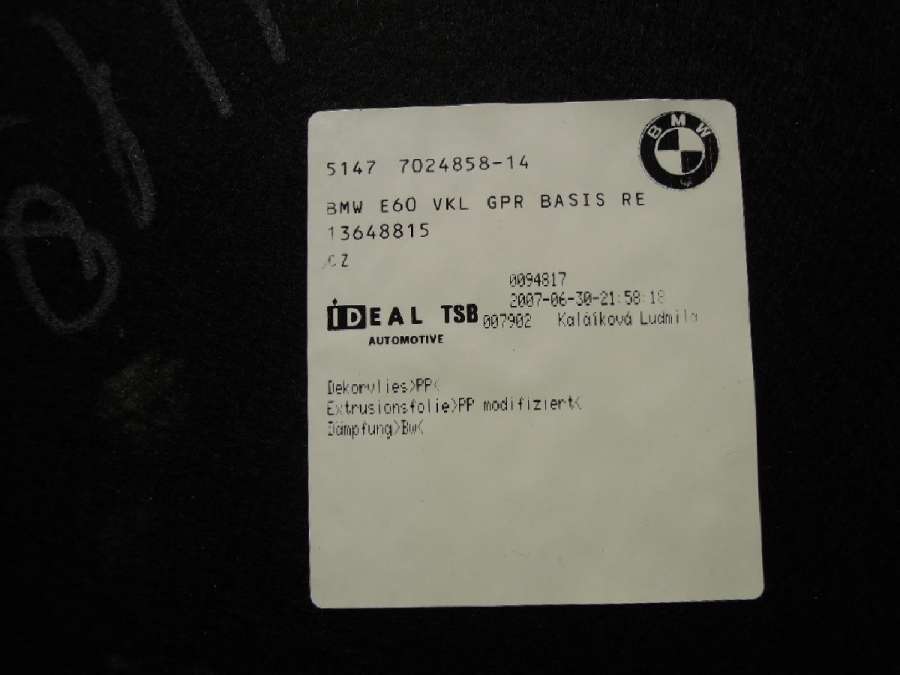 BMW
5147 7024858-14
BMW E60 VKL GPR BASIS RE
13648815
CZ
0094817
2007-06-30-21:58:18
IDEAL TSB 007902 Kalaíková Ludmila
AUTOMOTIVE
Dekorvlies>PP<
Extrusionsfolie>PP modifiziert<
Dämpfung>Bw<